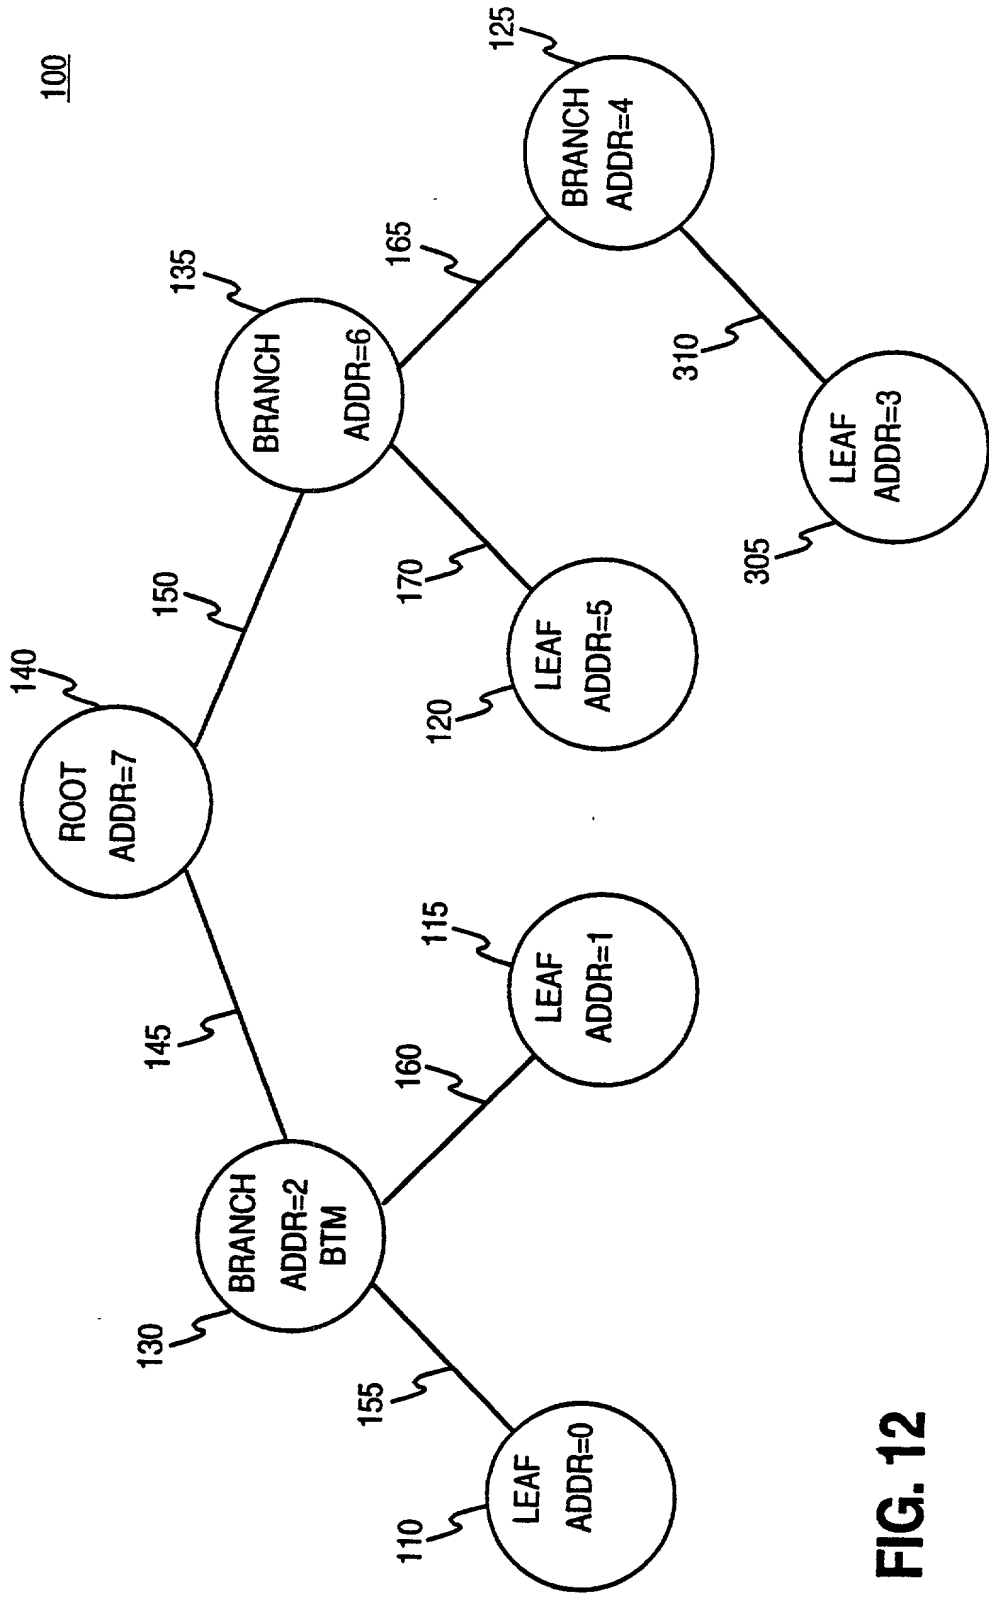 100
140
ROOT
ADDR=7
145
150
130
BRANCH
ADDR=2
BTM
135
BRANCH
ADDR=6
155
160
170
165
110
LEAF
ADDR=0
115
LEAF
ADDR=1
120
LEAF
ADDR=5
125
BRANCH
ADDR=4
310
305
LEAF
ADDR=3
FIG. 12